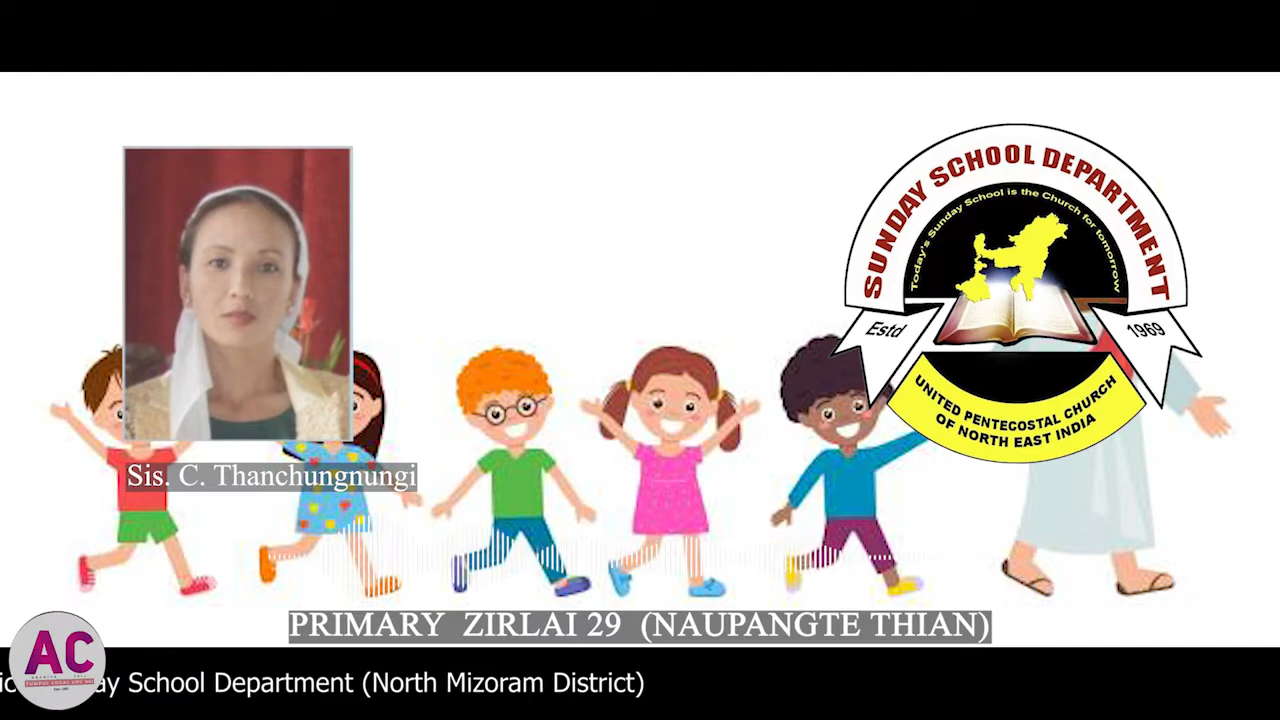 SUNDAY SCHOOL DEPARTMENT
Today's Sunday School is the Church for tomorrow
Estd
1969
UNITED PENTECOSTAL CHURCH
OF NORTH EAST INDIA
Sis. C. Thanchungnungi
PRIMARY ZIRLAI 29 (NAUPANGTE THIAN)
AC
School Department (North Mizoram District)